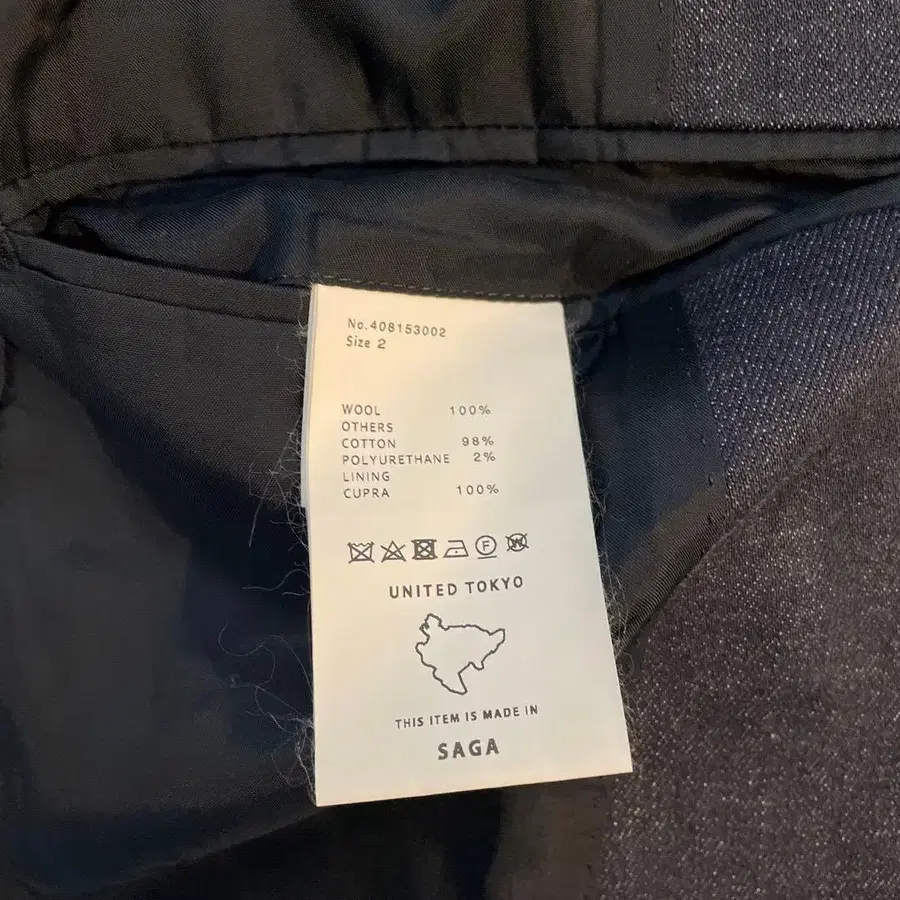 No.408153002
Size 2
WOOL 100%
OTHERS
COTTON 98%
POLYURETHANE 2%
LINING
CUPRA 100%
F
W
UNITED TOKYO
THIS ITEM IS MADE IN
SAGA